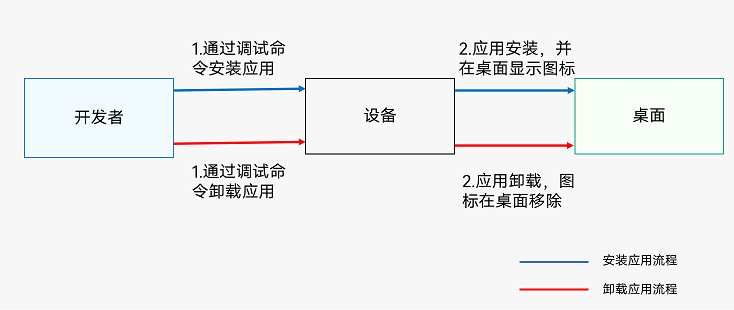 1.通过调试命
令安装应用
2.应用安装，并
在桌面显示图标
开发者
设备
桌面
1.通过调试命
令卸载应用
2.应用卸载，图
标在桌面移除
安装应用流程
卸载应用流程